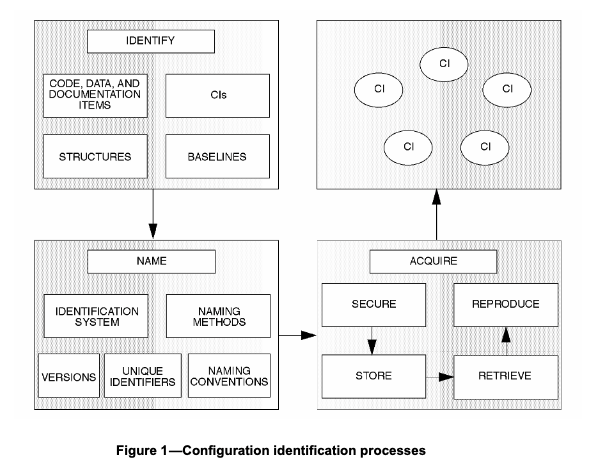 IDENTIFY
CODE, DATA, AND
DOCUMENTATION
ITEMS
CIs
STRUCTURES
BASELINES
CI
CI
CI
CI
CI
NAME
IDENTIFICATION
SYSTEM
NAMING
METHODS
VERSIONS
UNIQUE
IDENTIFIERS
NAMING
CONVENTIONS
ACQUIRE
SECURE
REPRODUCE
STORE
RETRIEVE
Figure 1—Configuration identification processes